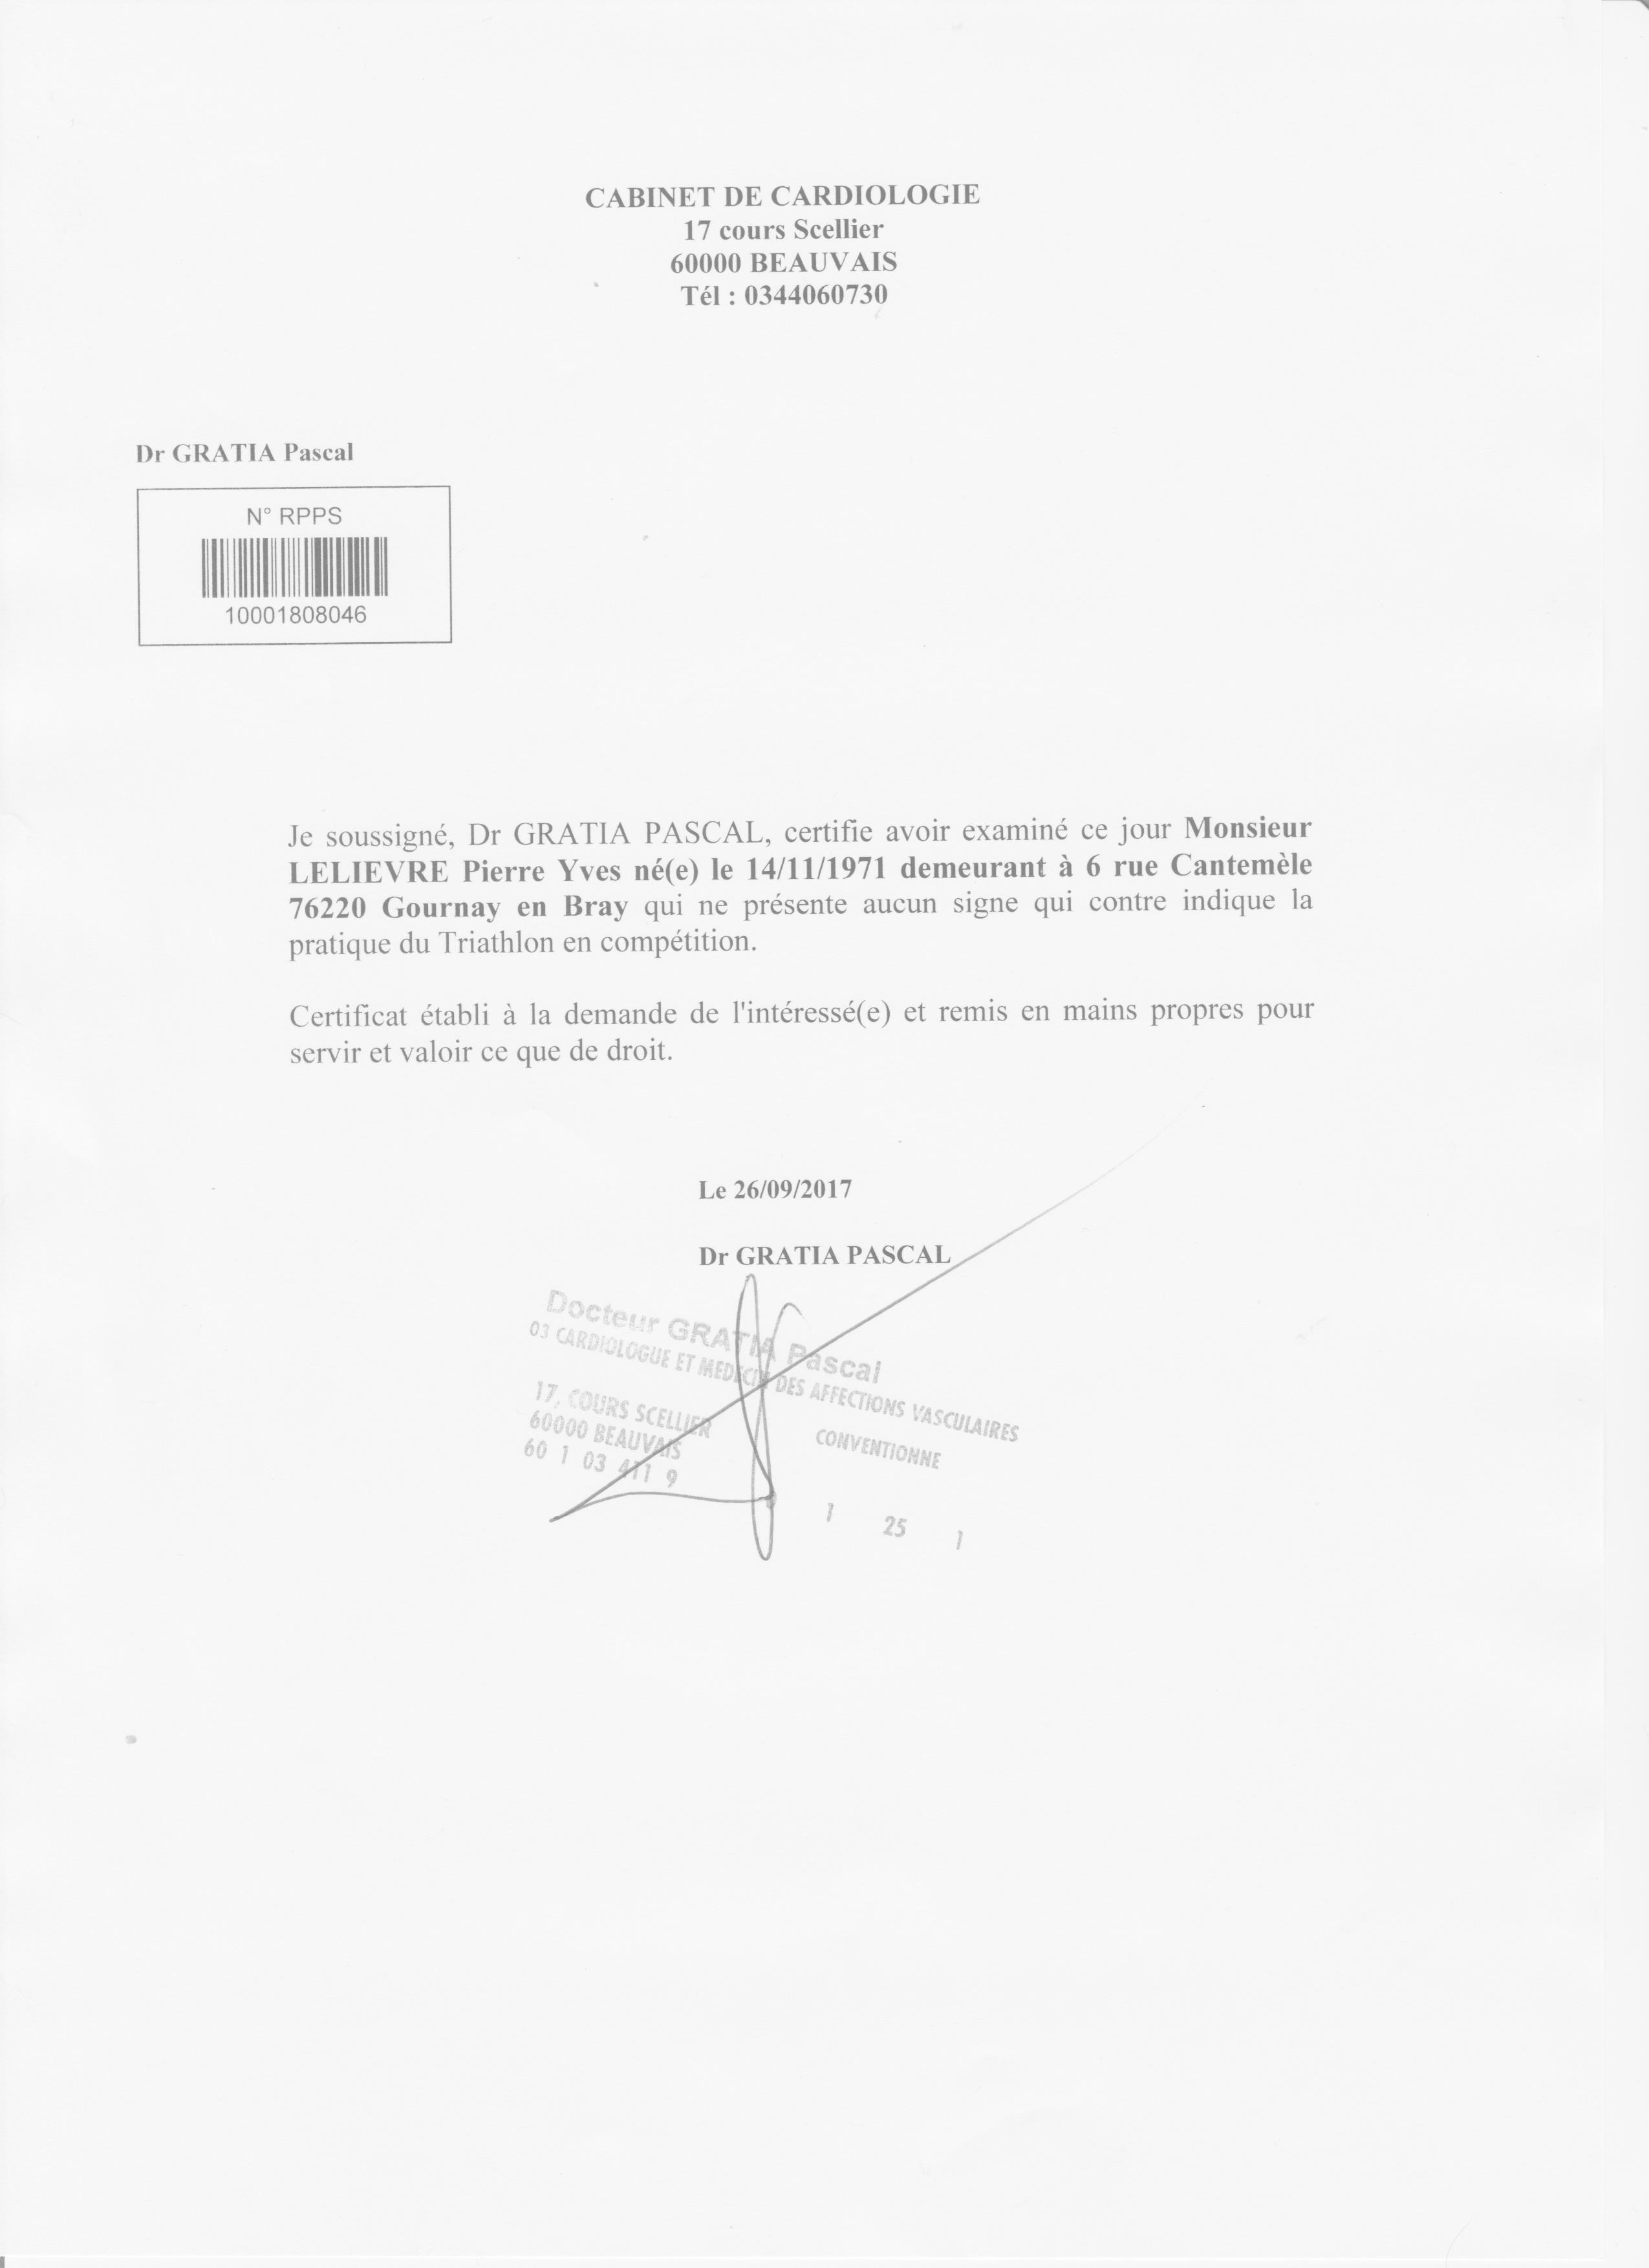 CABINET DE CARDIOLOGIE
17 cours Scellier
60000 BEAUVAIS
Tél : 0344060730
Dr GRATIA Pascal
N° RPPS
10001808046
Je soussigné, Dr GRATIA PASCAL, certifie avoir examiné ce jour Monsieur
LELIEVRE Pierre Yves né(e) le 14/11/1971 demeurant à 6 rue Cantemèle
76220 Gournay en Bray qui ne présente aucun signe qui contre indique la
pratique du Triathlon en compétition.
Certificat établi à la demande de l'intéressé(e) et remis en mains propres pour
servir et valoir ce que de droit.
Le 26/09/2017
Dr GRATIA PASCAL
Docteur GRATIA Pascal
03 CARDIOLOGUE ET MEDECIN DES AFFECTIONS VASCULAIRES
17, COURS SCELLIER
60000 BEAUVAIS
CONVENTIONNE
60 1 03 411 9
1 25 1